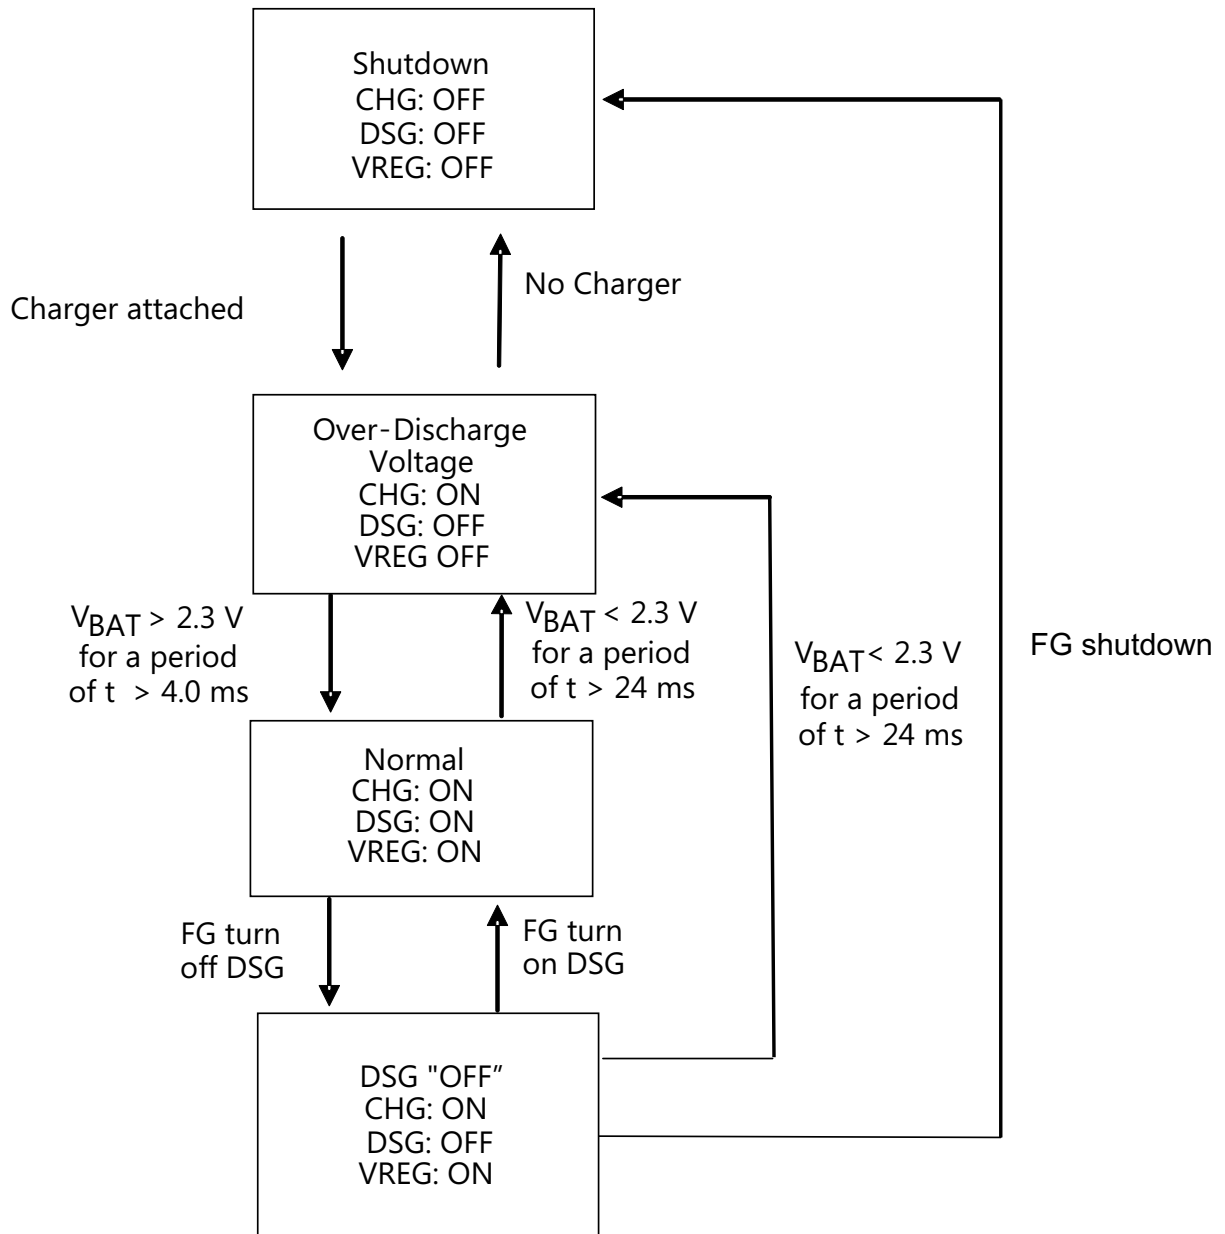 Shutdown
CHG: OFF
DSG: OFF
VREG: OFF
Charger attached
No Charger
Over-Discharge
Voltage
CHG: ON
DSG: OFF
VREG OFF
VBAT > 2.3 V
for a period
of t > 4.0 ms
VBAT < 2.3 V
for a period
of t > 24 ms
VBAT < 2.3 V
for a period
of t > 24 ms
FG shutdown
Normal
CHG: ON
DSG: ON
VREG: ON
FG turn
off DSG
FG turn
on DSG
DSG "OFF”
CHG: ON
DSG: OFF
VREG: ON